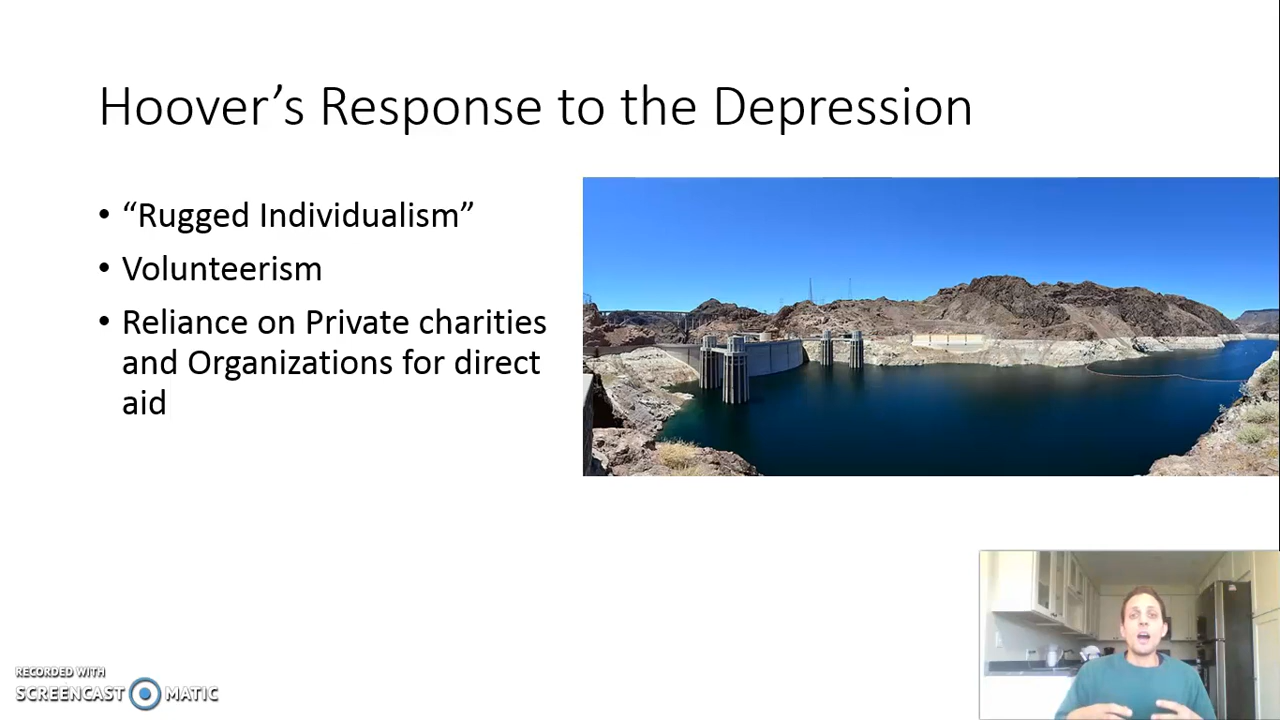 Hoover’s Response to the Depression
• “Rugged Individualism”
• Volunteerism
• Reliance on Private charities
and Organizations for direct
aid
RECORDED WITH
SCREENCAST MATIC